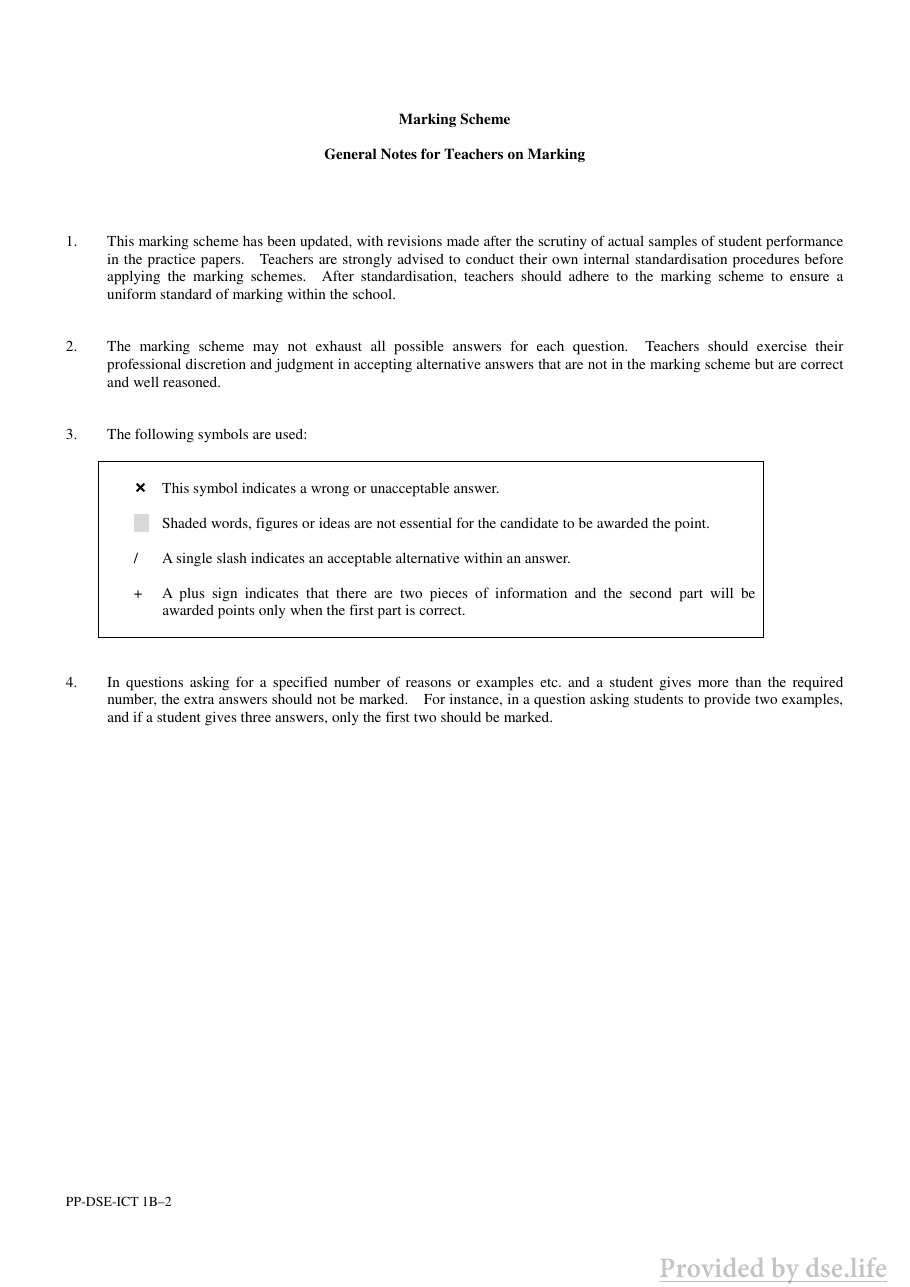 Marking Scheme
General Notes for Teachers on Marking
1. This marking scheme has been updated, with revisions made after the scrutiny of actual samples of student performance
in the practice papers. Teachers are strongly advised to conduct their own internal standardisation procedures before
applying the marking schemes. After standardisation, teachers should adhere to the marking scheme to ensure a
uniform standard of marking within the school.
2. The marking scheme may not exhaust all possible answers for each question. Teachers should exercise their
professional discretion and judgment in accepting alternative answers that are not in the marking scheme but are correct
and well reasoned.
3. The following symbols are used:
× This symbol indicates a wrong or unacceptable answer.
Shaded words, figures or ideas are not essential for the candidate to be awarded the point.
/ A single slash indicates an acceptable alternative within an answer.
+ A plus sign indicates that there are two pieces of information and the second part will be
awarded points only when the first part is correct.
4. In questions asking for a specified number of reasons or examples etc. and a student gives more than the required
number, the extra answers should not be marked. For instance, in a question asking students to provide two examples,
and if a student gives three answers, only the first two should be marked.
PP-DSE-ICT 1B–2
Provided by dse.life